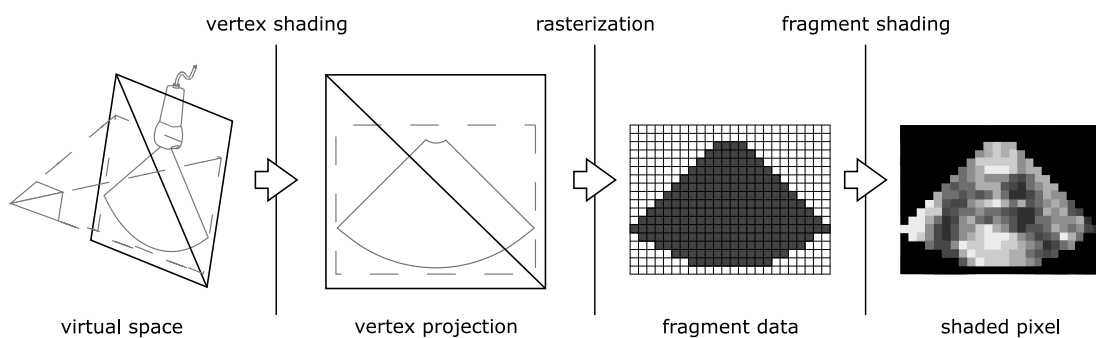 vertex shading
rasterization
fragment shading
virtual space
vertex projection
fragment data
shaded pixel